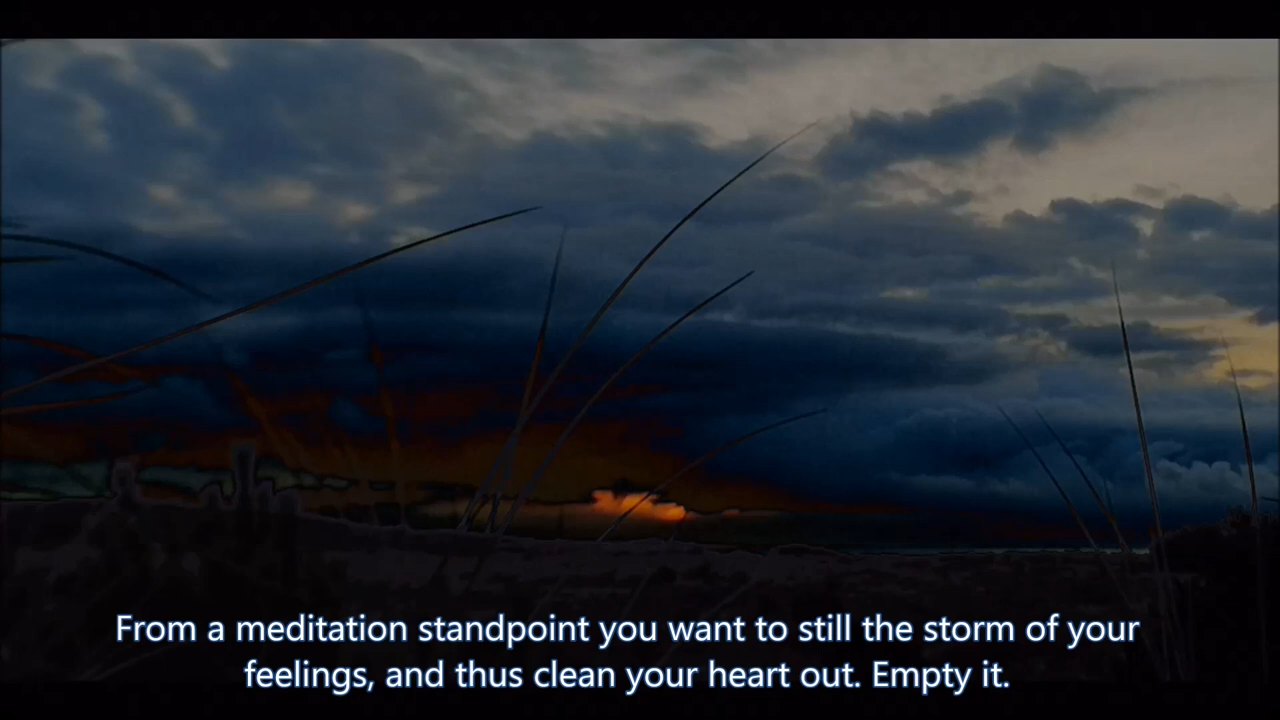 From a meditation standpoint you want to still the storm of your
feelings, and thus clean your heart out. Empty it.